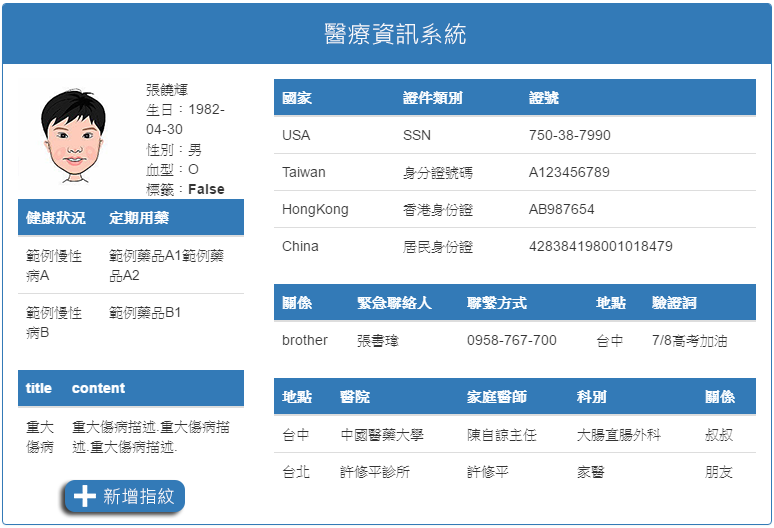 醫療資訊系統
張饒輝
生日：1982-
04-30
性別：男
血型：O
標籤：False
健康狀況 定期用藥
範例慢性 範例藥品A1範例藥
病A 品A2
範例慢性 範例藥品B1
病B
title content
重大 重大傷病描述.重大傷病描
傷病 述.重大傷病描述.
新增指紋
國家 證件類別 證號
USA SSN 750-38-7990
Taiwan 身分證號碼 A123456789
HongKong 香港身份證 AB987654
China 居民身份證 428384198001018479
關係 緊急聯絡人 聯繫方式 地點 驗證詞
brother 張書瑋 0958-767-700 台中 7/8高考加油
地點 醫院 家庭醫師 科別 關係
台中 中國醫藥大學 陳自諒主任 大腸直腸外科 叔叔
台北 許修平診所 許修平 家醫 朋友